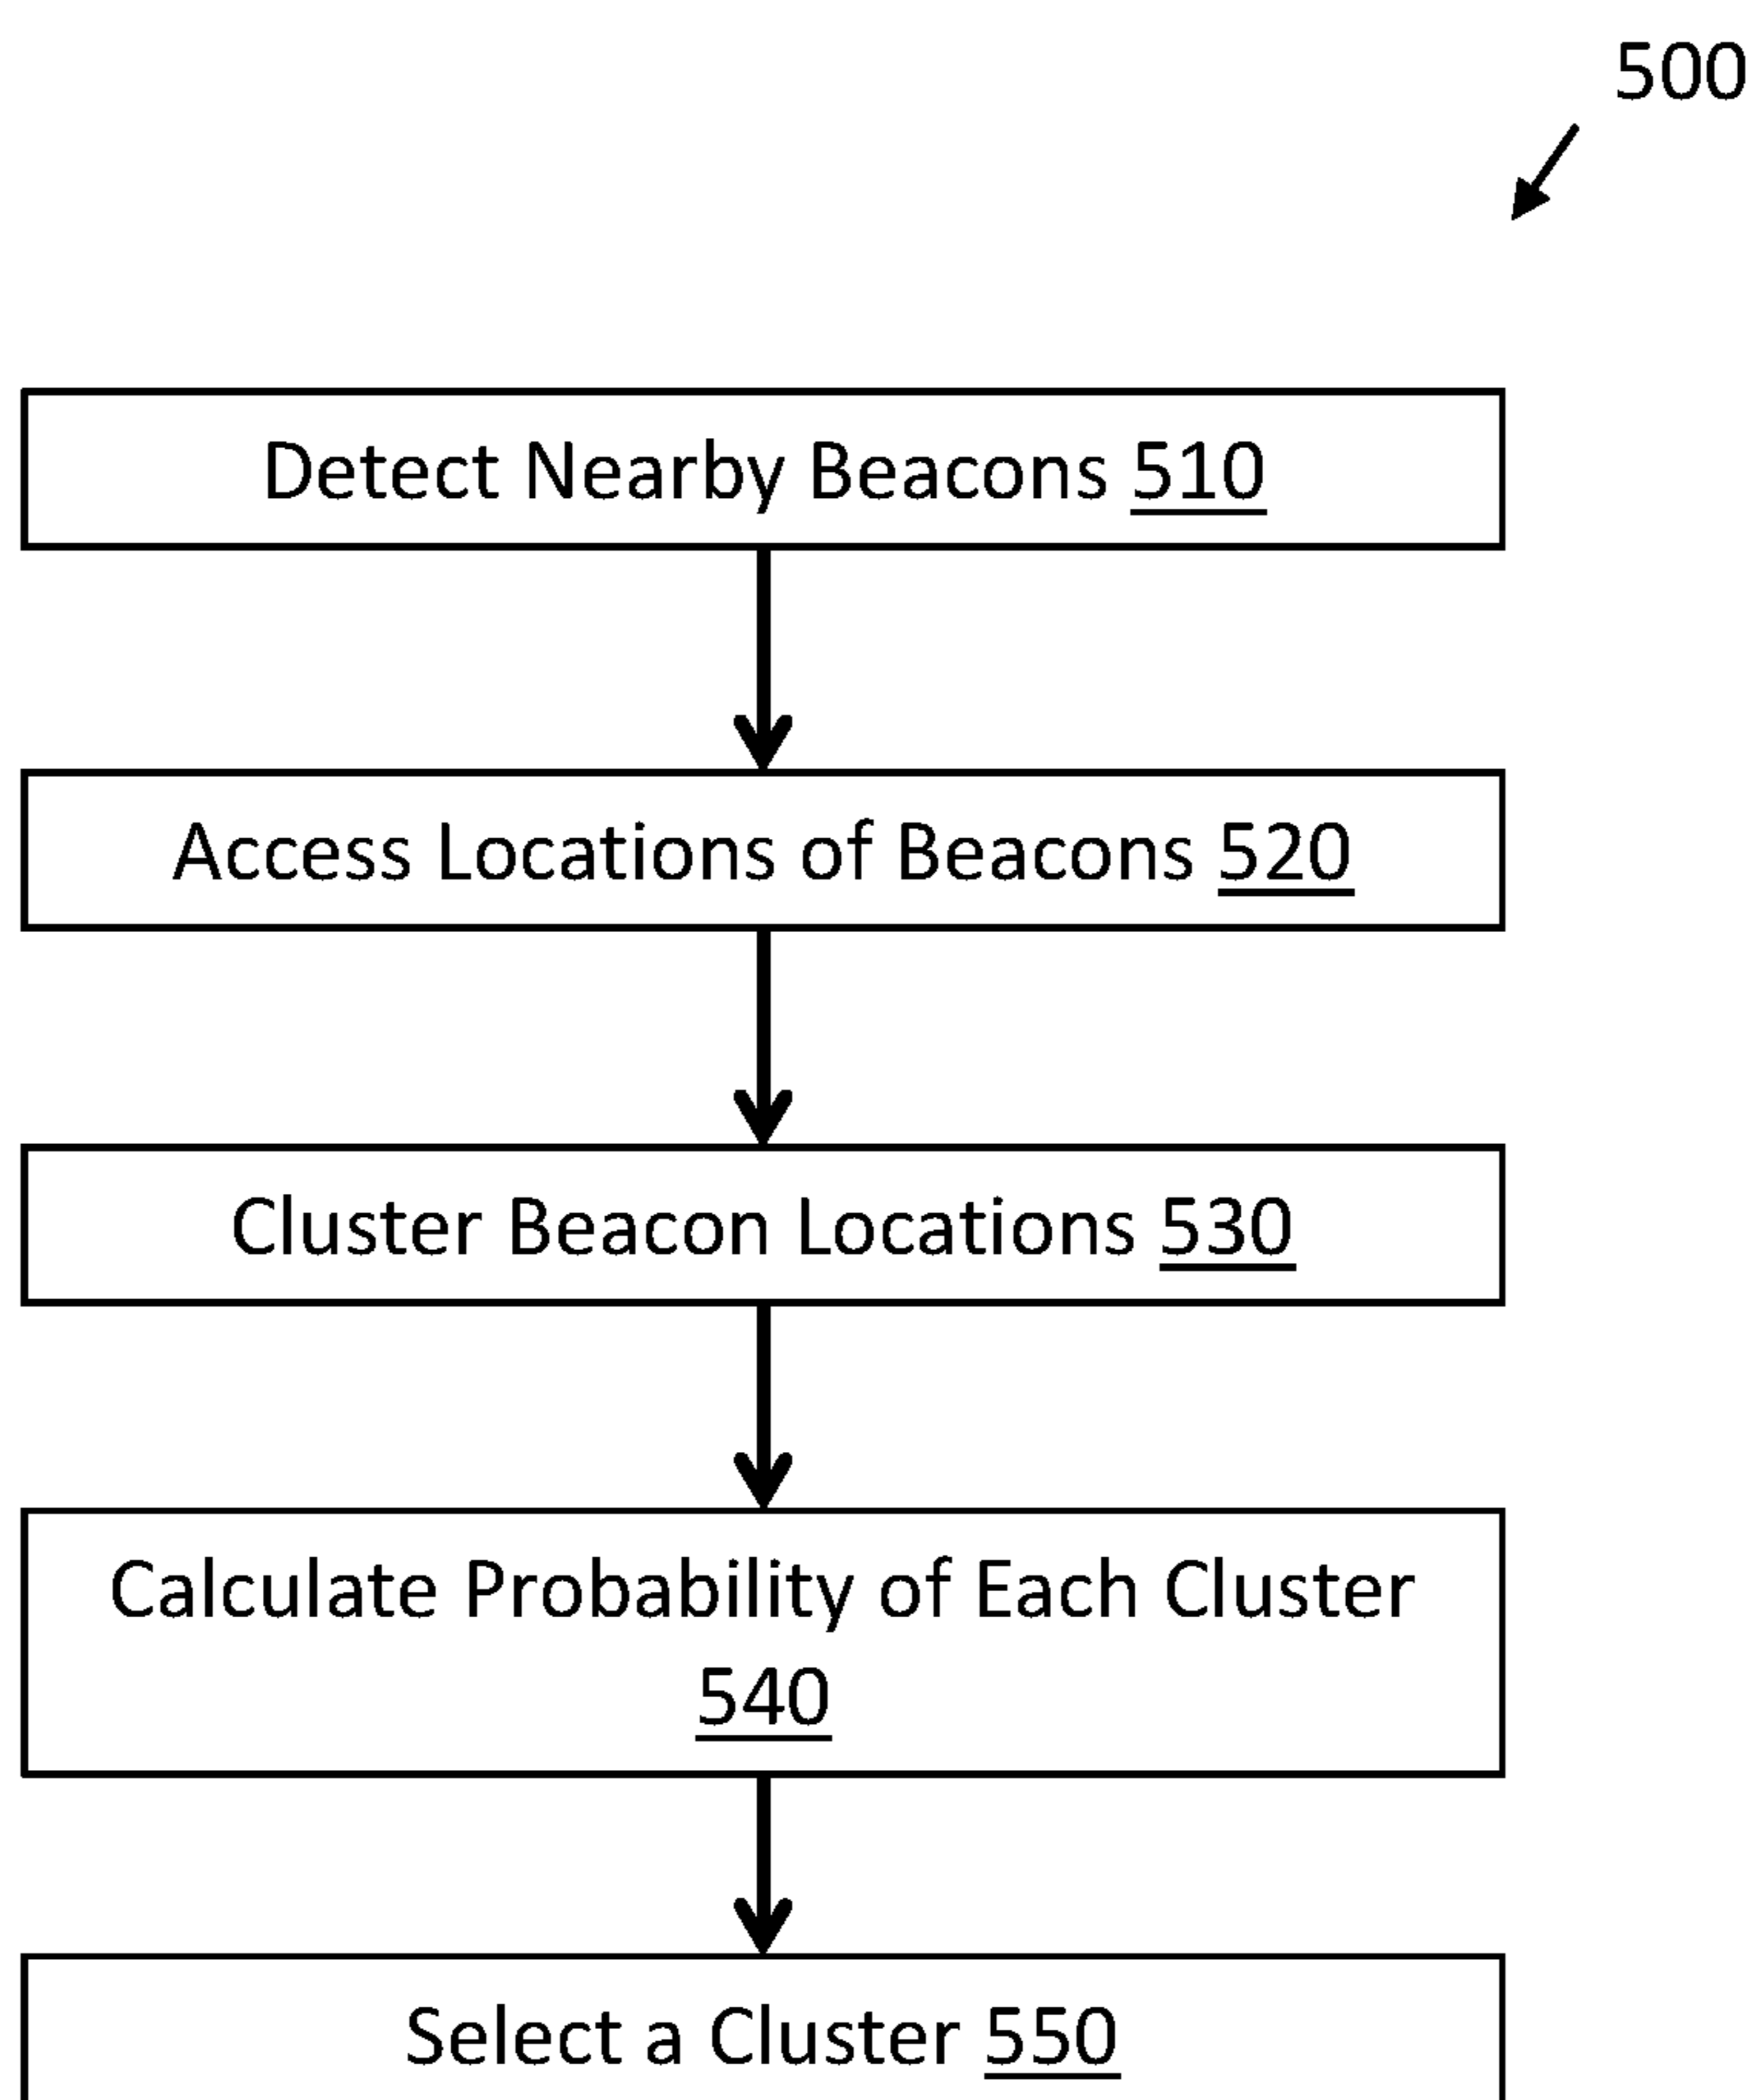 500
Detect Nearby Beacons 510
Access Locations of Beacons 520
Cluster Beacon Locations 530
Calculate Probability of Each Cluster
540
Select a Cluster 550